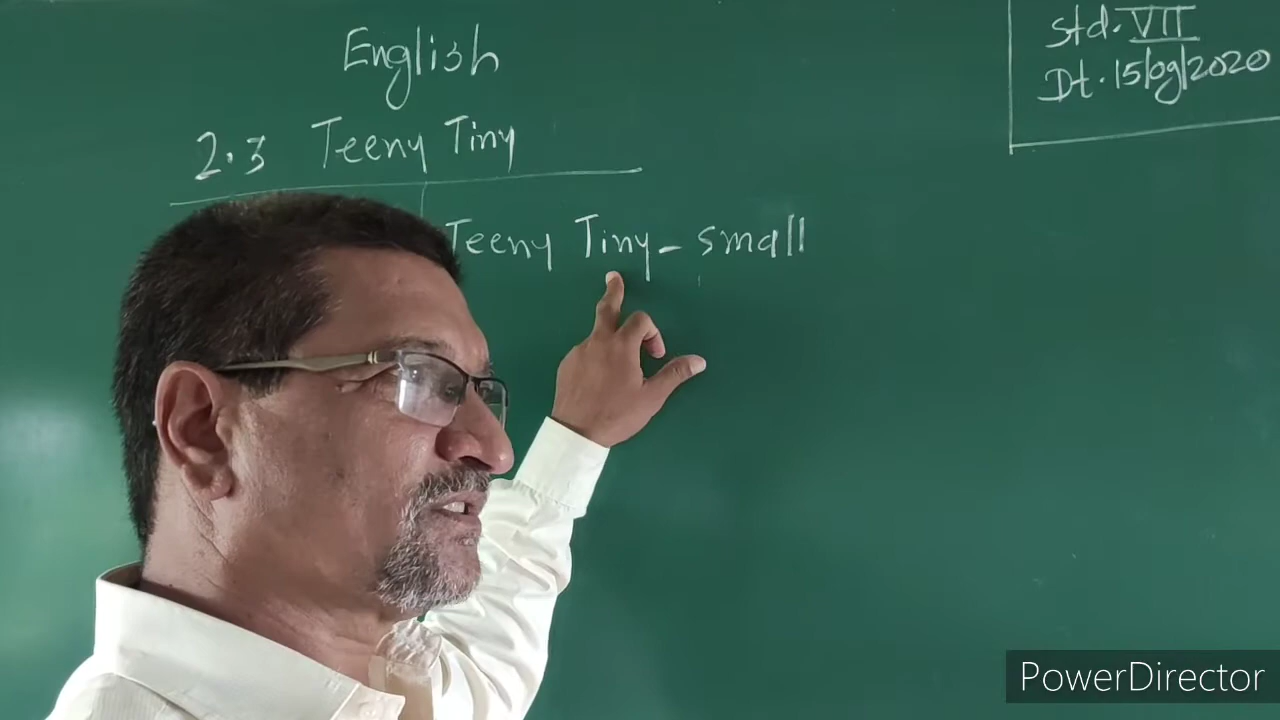 English
2.3 Teeny Tiny
Teeny Tiny - small
Std. VII
Dt. 15/09/2020
PowerDirector